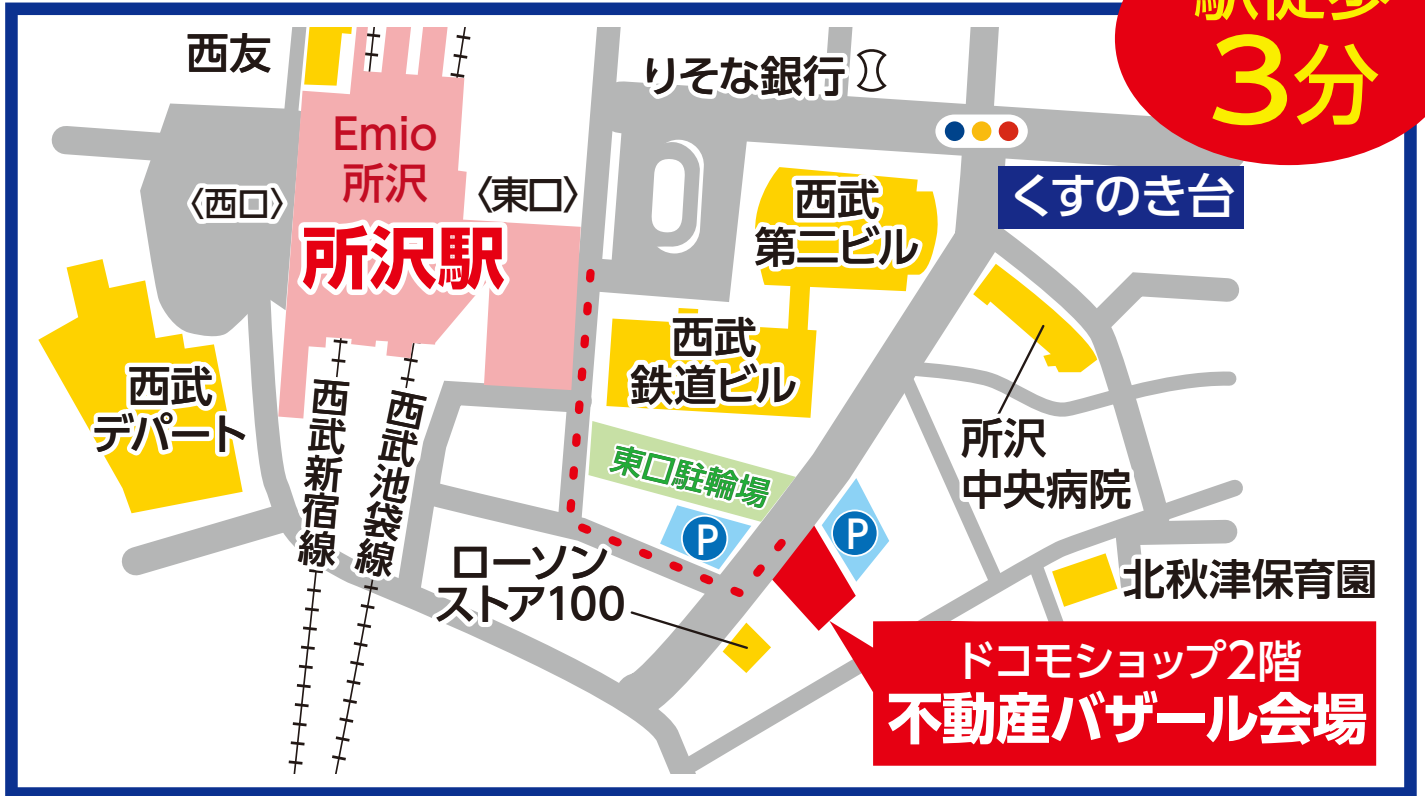 駅徒歩
3分
西友
りそな銀行
Emio
所沢
〈西口〉
〈東口〉
所沢駅
くすのき台
西武
第二ビル
西武
鉄道ビル
西武
デパート
西武新宿線
西武池袋線
東口駐輪場
P
P
所沢
中央病院
ローソン
ストア100
北秋津保育園
ドコモショップ2階
不動産バザール会場